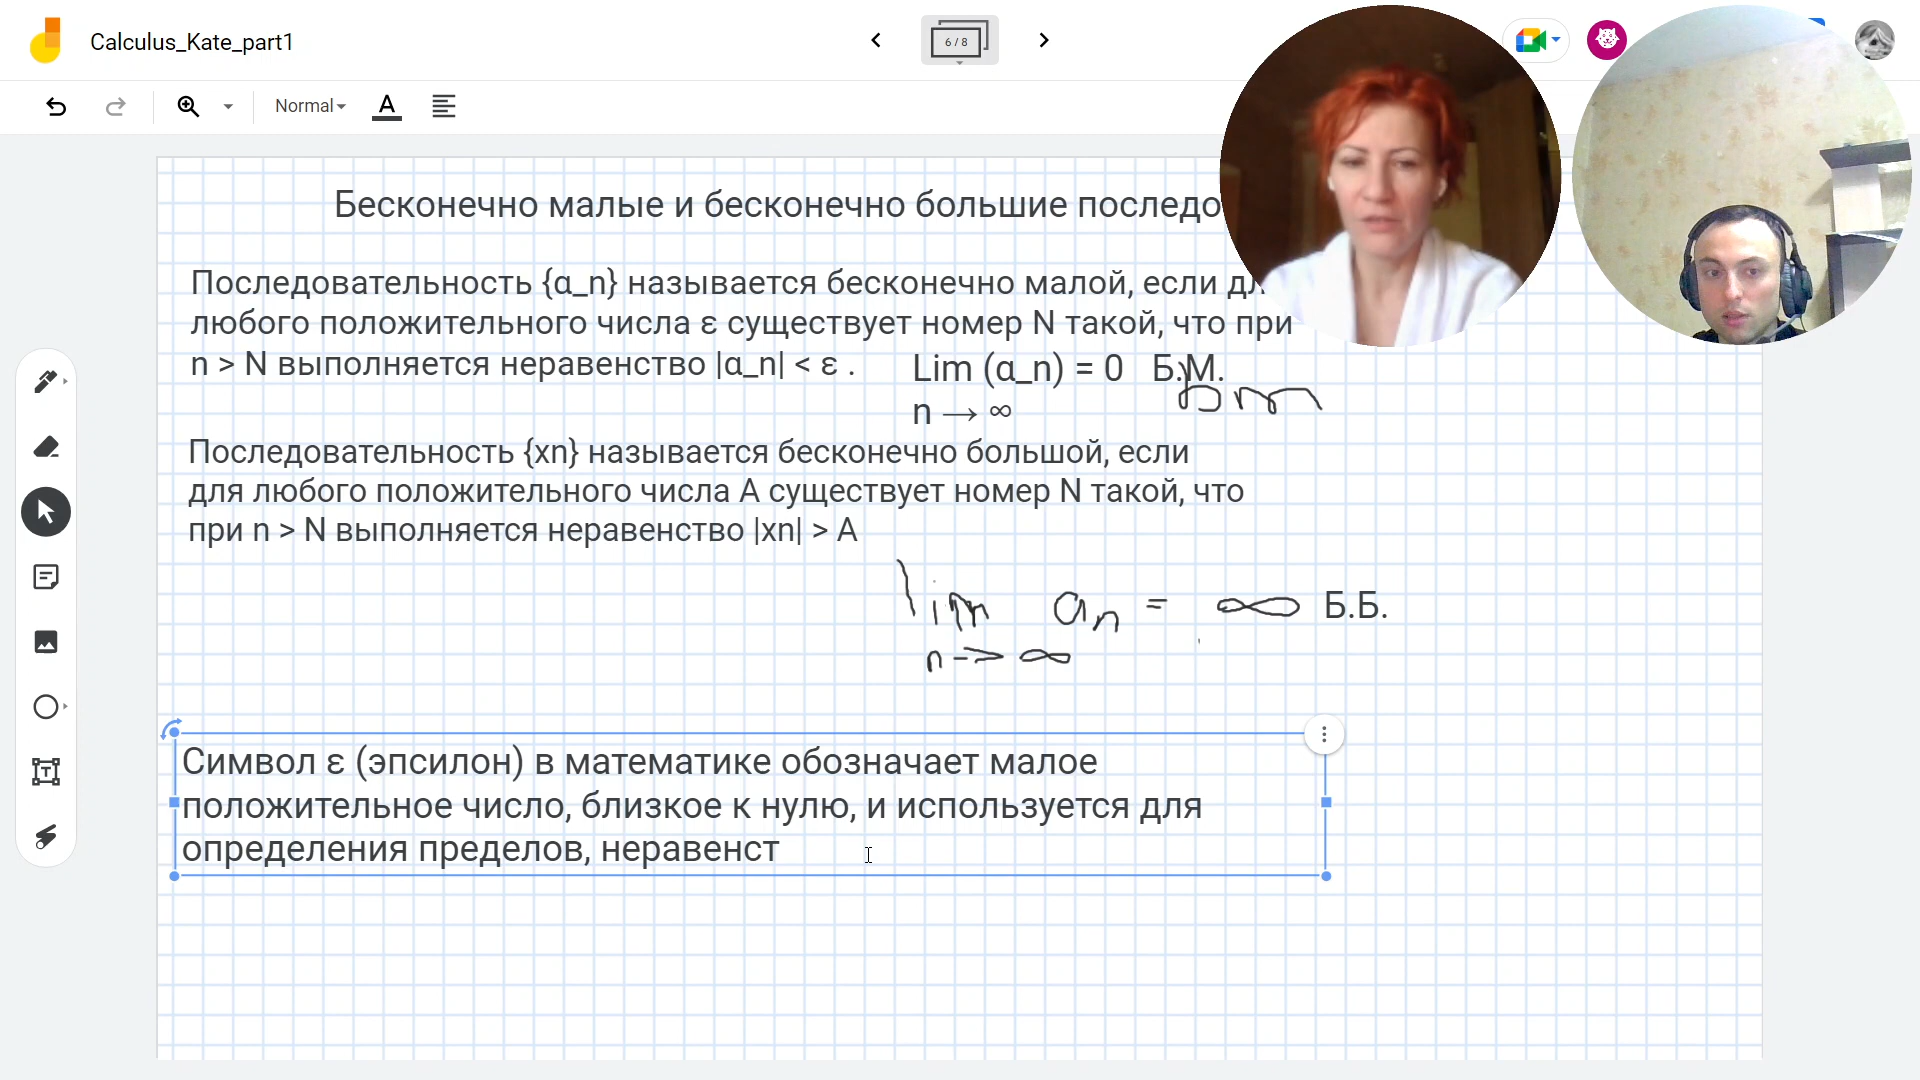 Calculus_Kate_part1
6 / 8
Normal
Бесконечно малые и бесконечно большие
Последовательность {α_n} называется бесконечно малой, если
любого положительного числа ε существует номер N такой, что при
n > N выполняется неравенство |α_n| < ε .
Lim (α_n) = 0 Б.М.
n → ∞
Бm
Последовательность {xn} называется бесконечно большой, если
для любого положительного числа A существует номер N такой, что
при n > N выполняется неравенство |xn| > A
lim an = ∞ Б.Б.
n -> ∞
Символ ε (эпсилон) в математике обозначает малое
положительное число, близкое к нулю, и используется для
определения пределов, неравенст